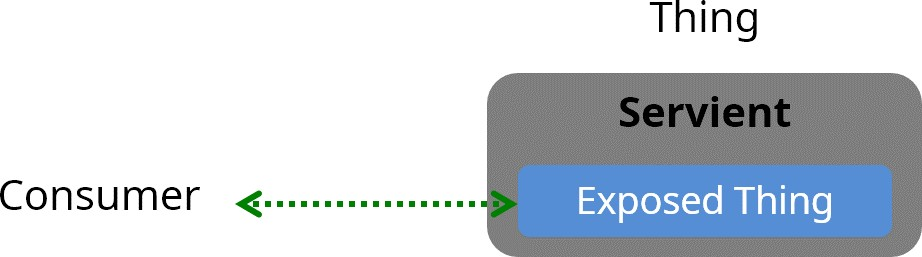 Thing
Servient
Consumer
Exposed Thing